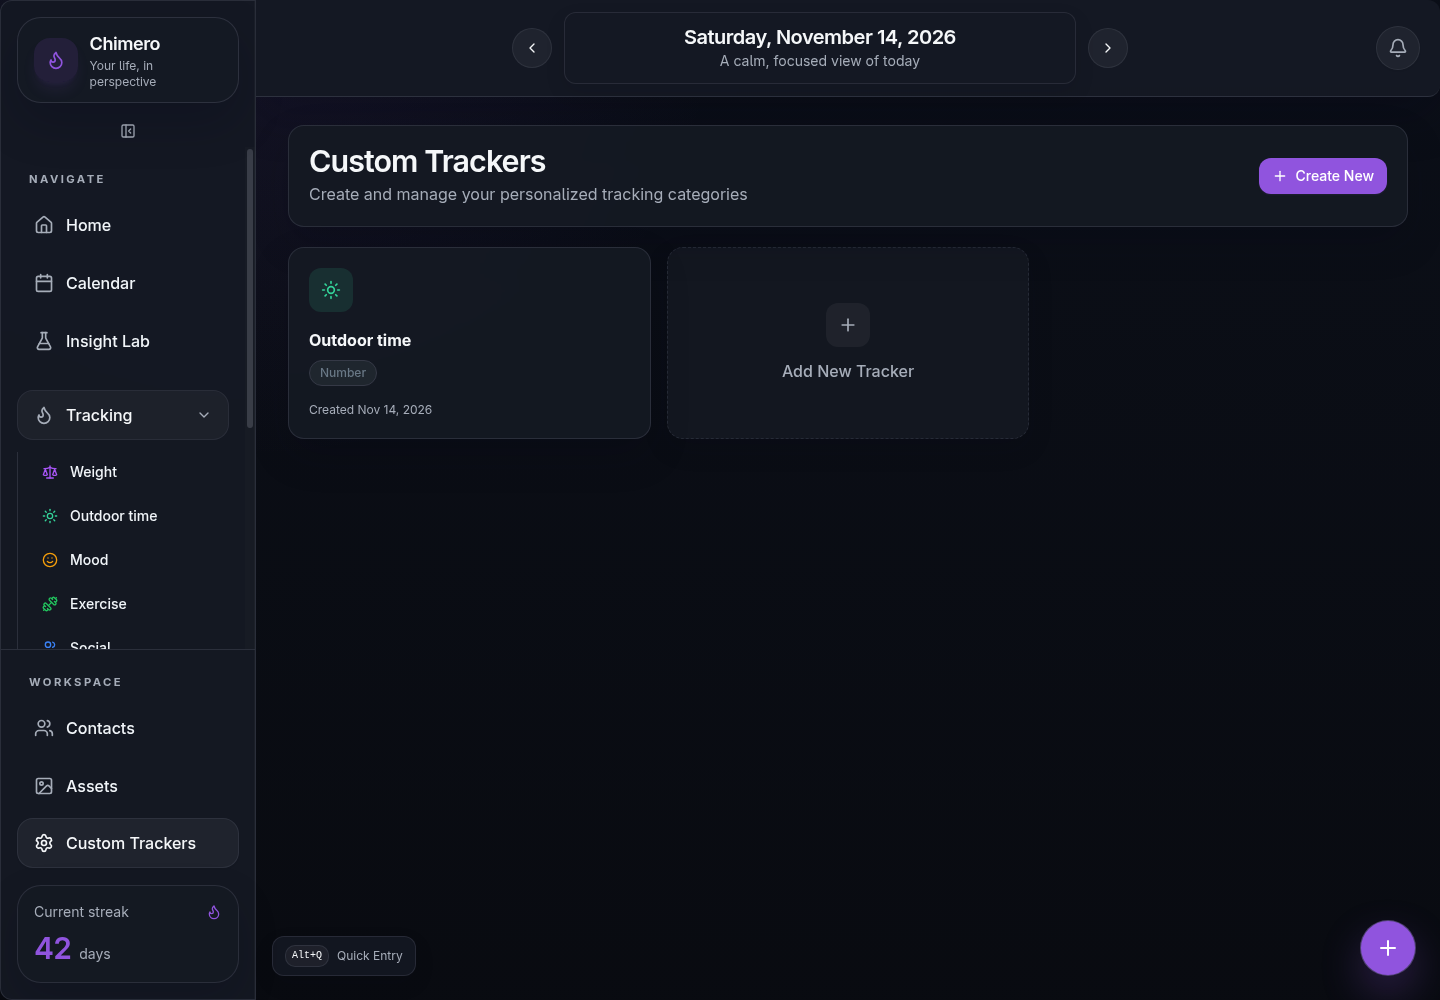 Chimero
Your life, in
perspective
NAVIGATE
Home
Calendar
Insight Lab
Tracking
Weight
Outdoor time
Mood
Exercise
Social
WORKSPACE
Contacts
Assets
Custom Trackers
Current streak
42 days
Saturday, November 14, 2026
A calm, focused view of today
Custom Trackers
Create and manage your personalized tracking categories
Create New
Outdoor time
Number
Created Nov 14, 2026
Add New Tracker
Alt+Q Quick Entry